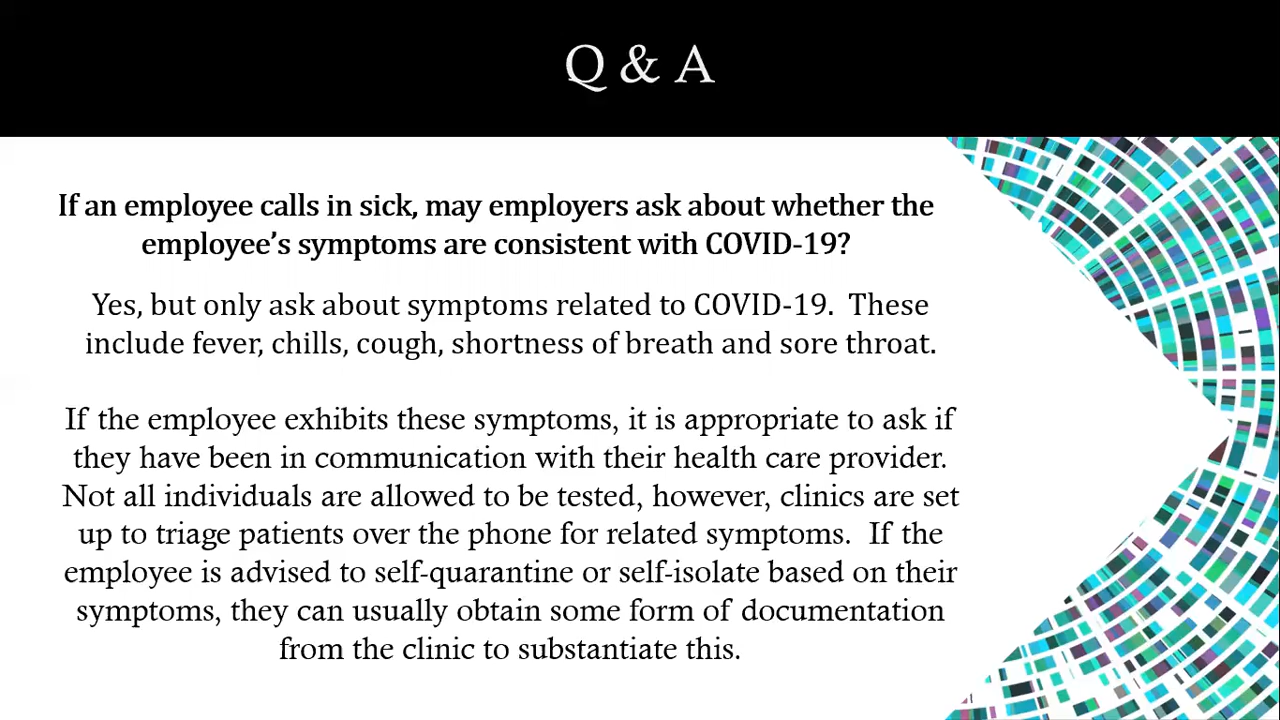 Q & A
If an employee calls in sick, may employers ask about whether the
employee’s symptoms are consistent with COVID-19?
Yes, but only ask about symptoms related to COVID-19.  These
include fever, chills, cough, shortness of breath and sore throat.
If the employee exhibits these symptoms, it is appropriate to ask if
they have been in communication with their health care provider.
Not all individuals are allowed to be tested, however, clinics are set
up to triage patients over the phone for related symptoms.  If the
employee is advised to self-quarantine or self-isolate based on their
symptoms, they can usually obtain some form of documentation
from the clinic to substantiate this.